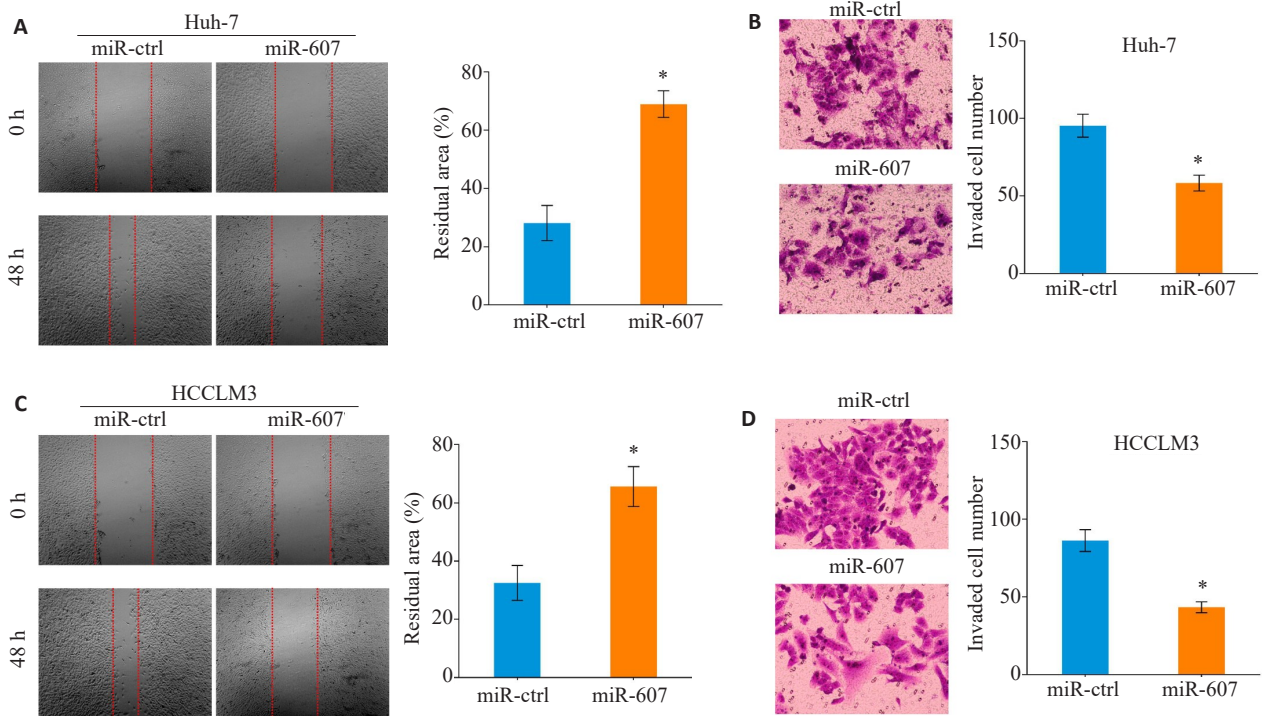 A
Huh-7
miR-ctrl miR-607
0 h
48 h
Residual area (%)
80
60
40
20
0
*
miR-ctrl miR-607
B
miR-ctrl
miR-607
Huh-7
Invaded cell number
150
100
50
0
*
miR-ctrl miR-607
C
HCCLM3
miR-ctrl miR-607
0 h
48 h
Residual area (%)
80
60
40
20
0
*
miR-ctrl miR-607
D
miR-ctrl
miR-607
HCCLM3
Invaded cell number
150
100
50
0
*
miR-ctrl miR-607